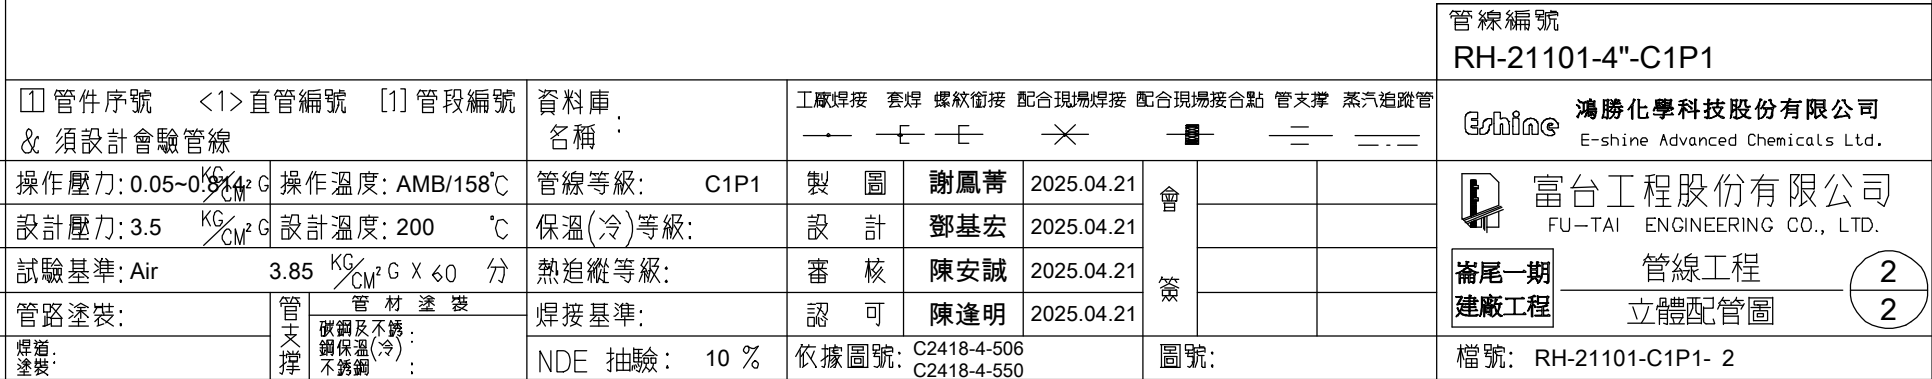 管線編號
RH-21101-4"-C1P1
1 管件序號 <1>直管編號 [1] 管段編號
& 須設計會驗管線
資料庫
名稱 :
工廠焊接 套焊 螺紋銜接 配合現場焊接 配合現場接合點 管支撐 蒸汽追蹤管
Eshine 鴻勝化學科技股份有限公司
E-shine Advanced Chemicals Ltd.
操作壓力: 0.05~0.814 KG/CM² G 操作溫度: AMB/158℃ 管線等級: C1P1 製 圖 謝鳳菁 2025.04.21
設計壓力: 3.5 KG/CM² G 設計溫度: 200 ℃ 保溫(冷)等級: 設 計 鄧基宏 2025.04.21
試驗基準: Air 3.85 KG/CM² G X 60 分 熱追縱等級: 審 核 陳安誠 2025.04.21
管路塗裝: 焊接基準: 認 可 陳逢明 2025.04.21
會簽
富台工程股份有限公司
FU-TAI ENGINEERING CO., LTD.
崙尾一期
建廠工程
管線工程
立體配管圖
2
2
焊道:
塗裝:
管支撐
管 材 塗 裝
碳鋼及不銹 :
鋼保溫(冷)
不銹鋼 :
NDE 抽驗: 10 %
依據圖號: C2418-4-506
C2418-4-550
圖號:
檔號: RH-21101-C1P1- 2